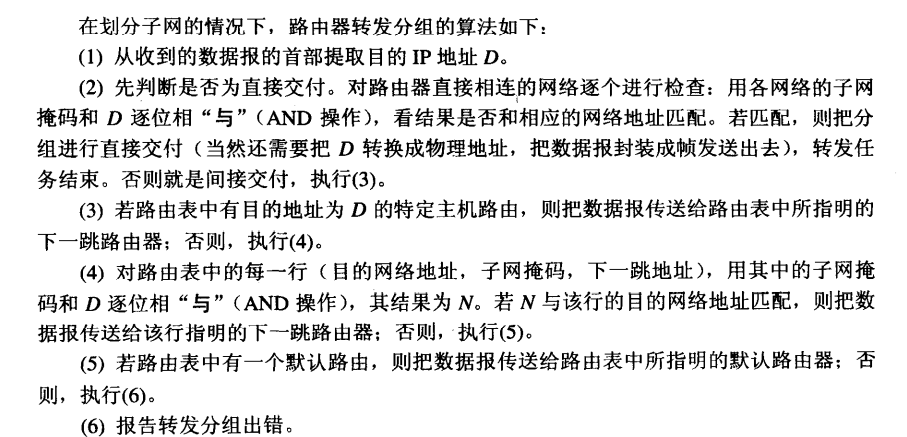 在划分子网的情况下，路由器转发分组的算法如下：
(1) 从收到的数据报的首部提取目的 IP 地址 D。
(2) 先判断是否为直接交付。对路由器直接相连的网络逐个进行检查：用各网络的子网
掩码和 D 逐位相“与”（AND 操作），看结果是否和相应的网络地址匹配。若匹配，则把分
组进行直接交付（当然还需要把 D 转换成物理地址，把数据报封装成帧发送出去），转发任
务结束。否则就是间接交付，执行(3)。
(3) 若路由表中有目的地址为 D 的特定主机路由，则把数据报传送给路由表中所指明的
下一跳路由器；否则，执行(4)。
(4) 对路由表中的每一行（目的网络地址，子网掩码，下一跳地址），用其中的子网掩
码和 D 逐位相“与”（AND 操作），其结果为 N。若 N 与该行的目的网络地址匹配，则把数
据报传送给该行指明的下一跳路由器；否则，执行(5)。
(5) 若路由表中有一个默认路由，则把数据报传送给路由表中所指明的默认路由器；否
则，执行(6)。
(6) 报告转发分组出错。